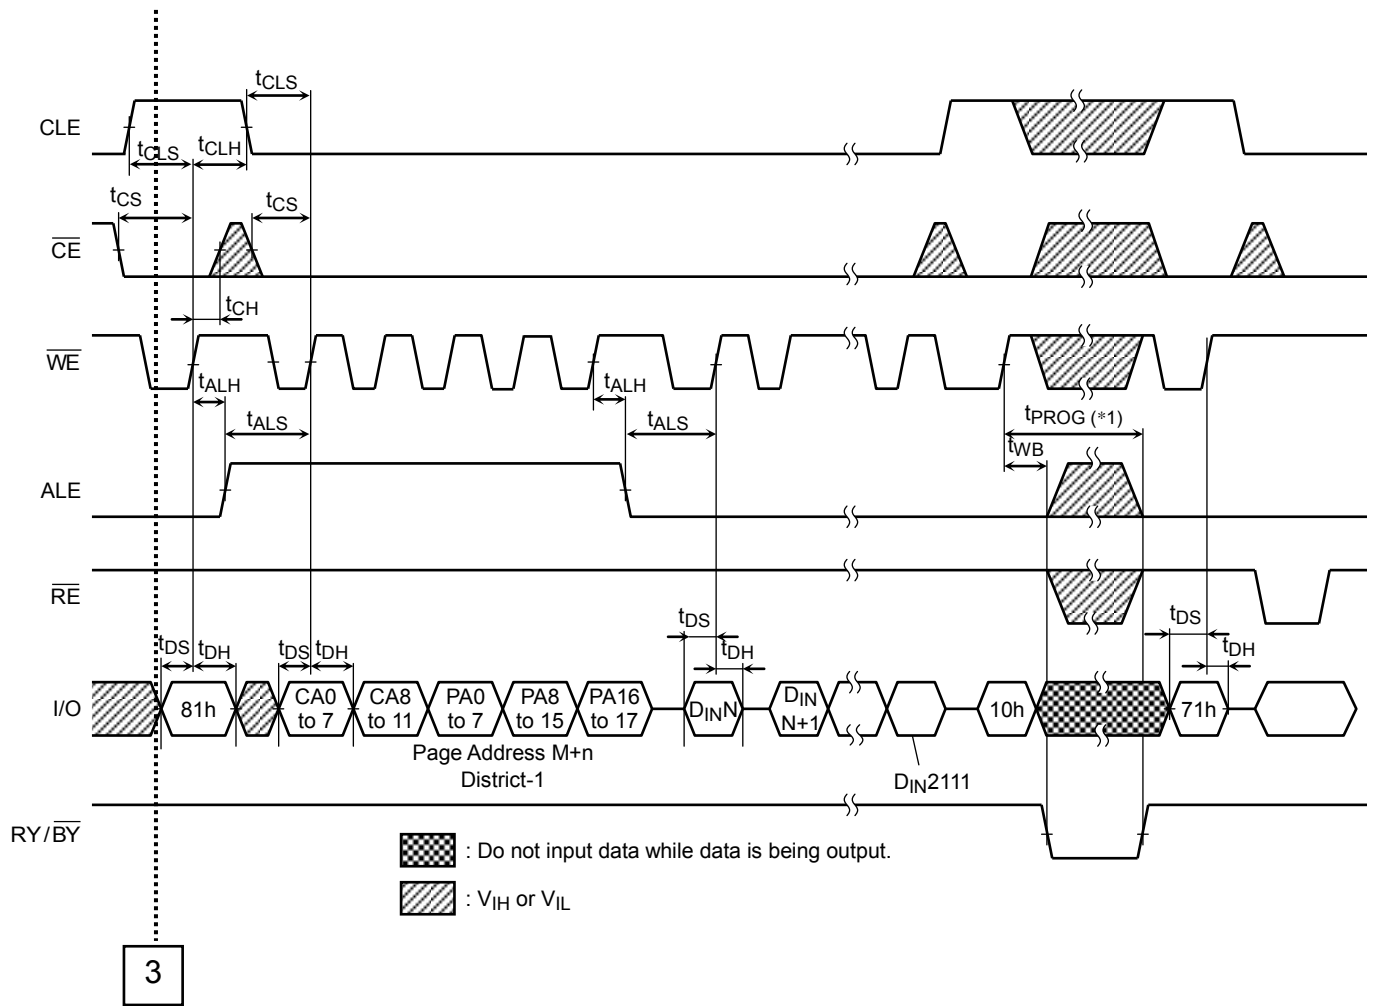 tCLS
CLE
tCLS tCLH
tCS tCS
CE
tCH
WE
tALH tALH
tALS tALS tPROG (*1)
tWB
ALE
RE
tDS tDS
tDS tDH tDS tDH tDH tDH
I/O 81h CA0 to 7 CA8 to 11 PA0 to 7 PA8 to 15 PA16 to 17 DINN DIN N+1 10h 71h
Page Address M+n
District-1
DIN2111
RY/BY
: Do not input data while data is being output.
: VIH or VIL
3